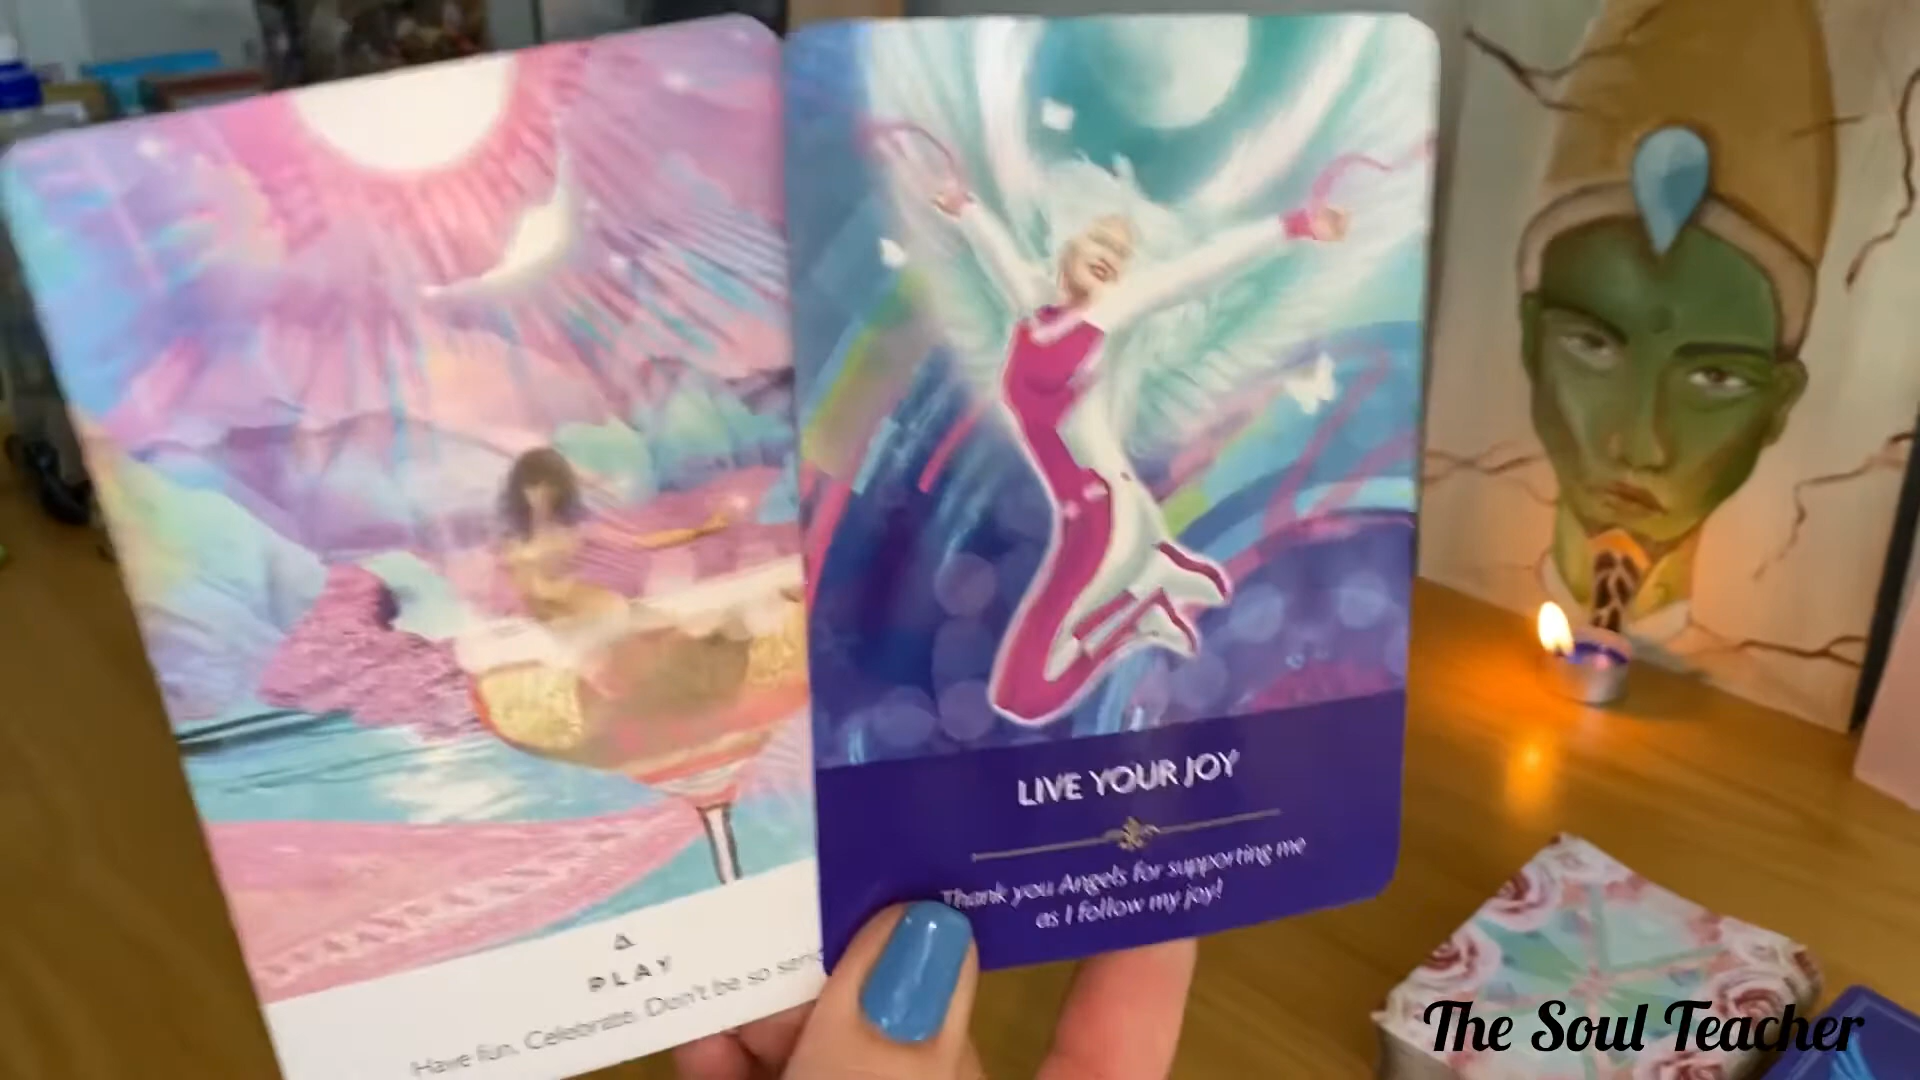 LIVE YOUR JOY
Thank you Angels for supporting me
as I follow my joy!
PLAY
Have fun. Celebrate. Don't be so
The Soul Teacher